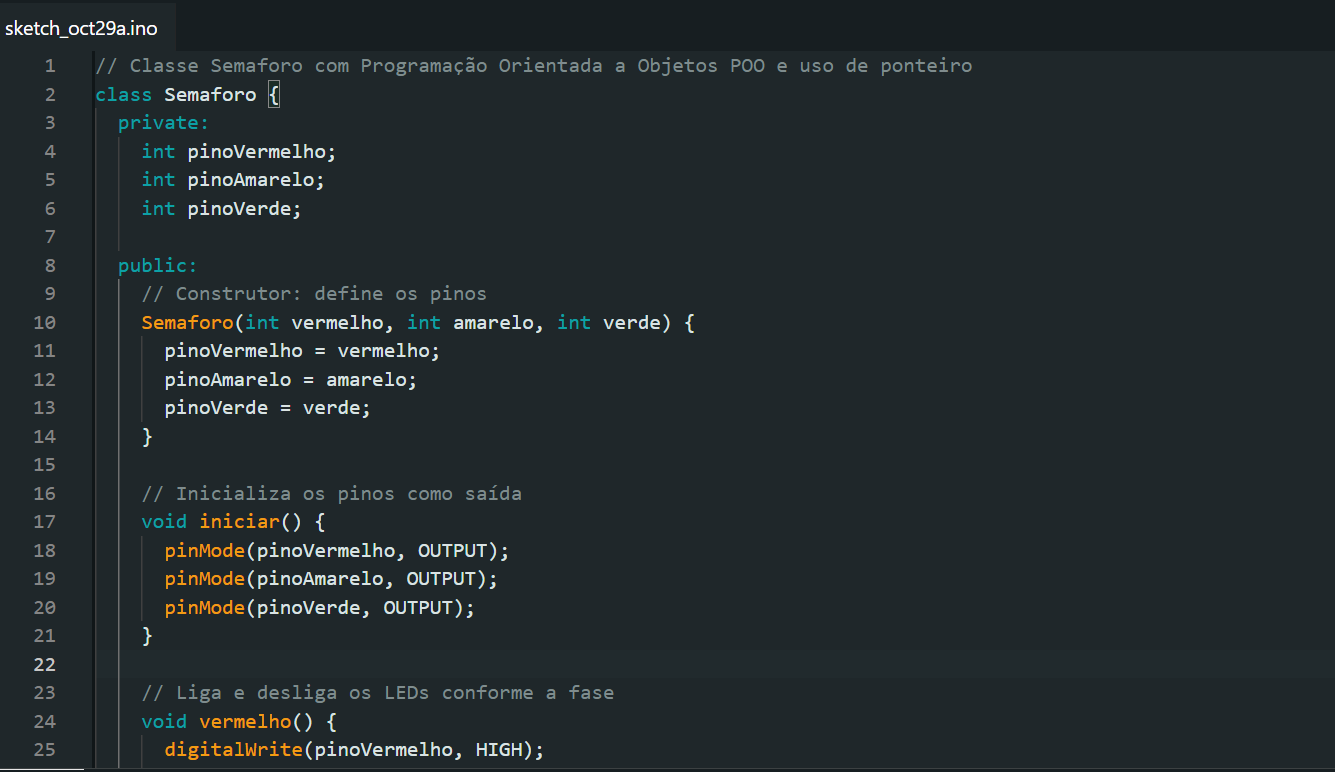 sketch_oct29a.ino
1 // Classe Semaforo com Programação Orientada a Objetos POO e uso de ponteiro
2 class Semaforo {
3   private:
4     int pinoVermelho;
5     int pinoAmarelo;
6     int pinoVerde;
7
8   public:
9     // Construtor: define os pinos
10     Semaforo(int vermelho, int amarelo, int verde) {
11       pinoVermelho = vermelho;
12       pinoAmarelo = amarelo;
13       pinoVerde = verde;
14     }
15
16     // Inicializa os pinos como saída
17     void iniciar() {
18       pinMode(pinoVermelho, OUTPUT);
19       pinMode(pinoAmarelo, OUTPUT);
20       pinMode(pinoVerde, OUTPUT);
21     }
22
23     // Liga e desliga os LEDs conforme a fase
24     void vermelho() {
25       digitalWrite(pinoVermelho, HIGH);